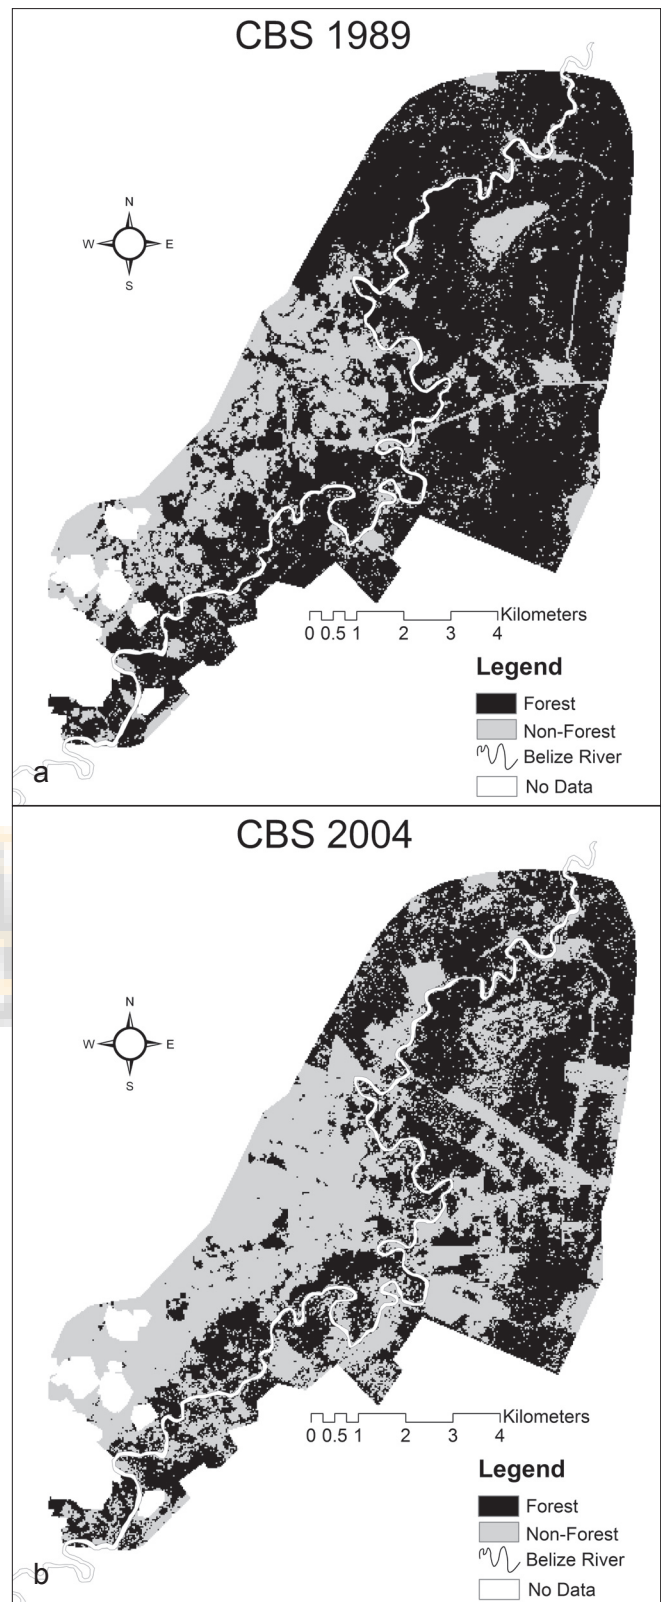 CBS 1989
N
W E
S
0 0.5 1 2 3 4 Kilometers
Legend
Forest
Non-Forest
Belize River
No Data
a
CBS 2004
N
W E
S
0 0.5 1 2 3 4 Kilometers
Legend
Forest
Non-Forest
Belize River
No Data
b